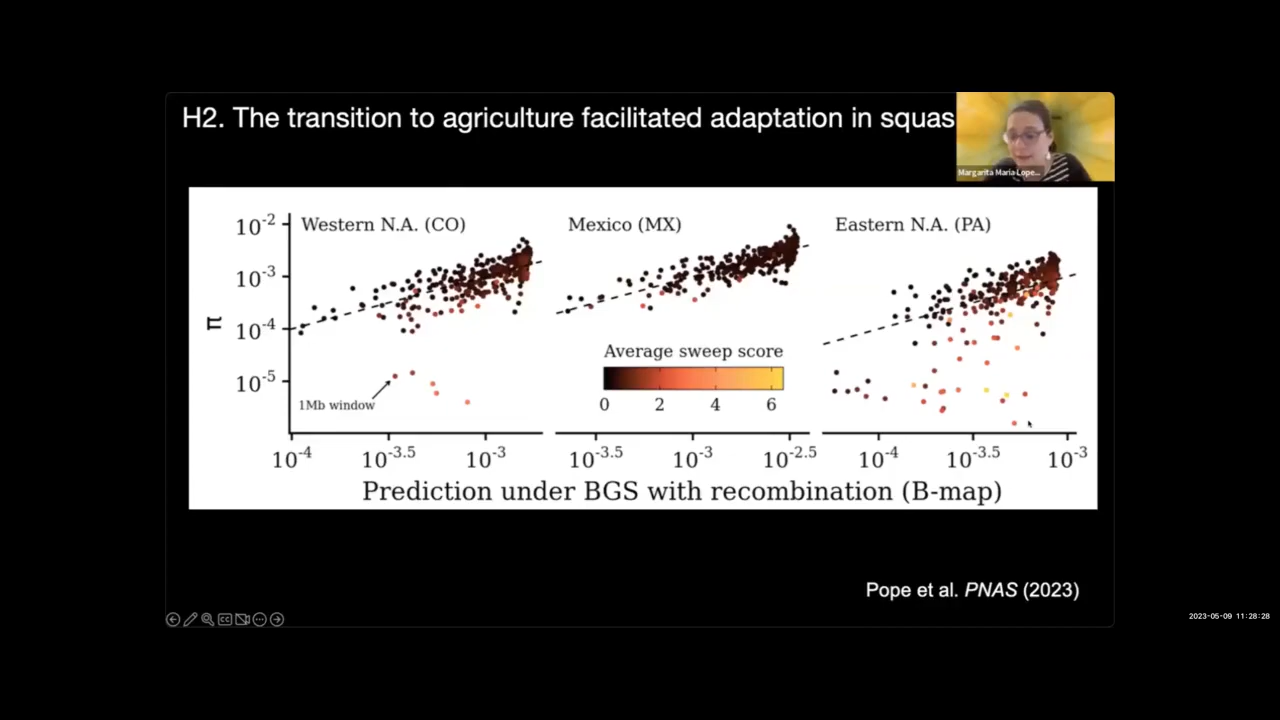 H2. The transition to agriculture facilitated adaptation in squas
Margarita Maria Lope...
Western N.A. (CO)
Mexico (MX)
Eastern N.A. (PA)
10-2
10-3
10-4
10-5
π
Average sweep score
0 2 4 6
1Mb window
10-4 10-3.5 10-3
10-3.5 10-3 10-2.5
10-4 10-3.5 10-3
Prediction under BGS with recombination (B-map)
Pope et al. PNAS (2023)
CC
2023-05-09 11:28:28